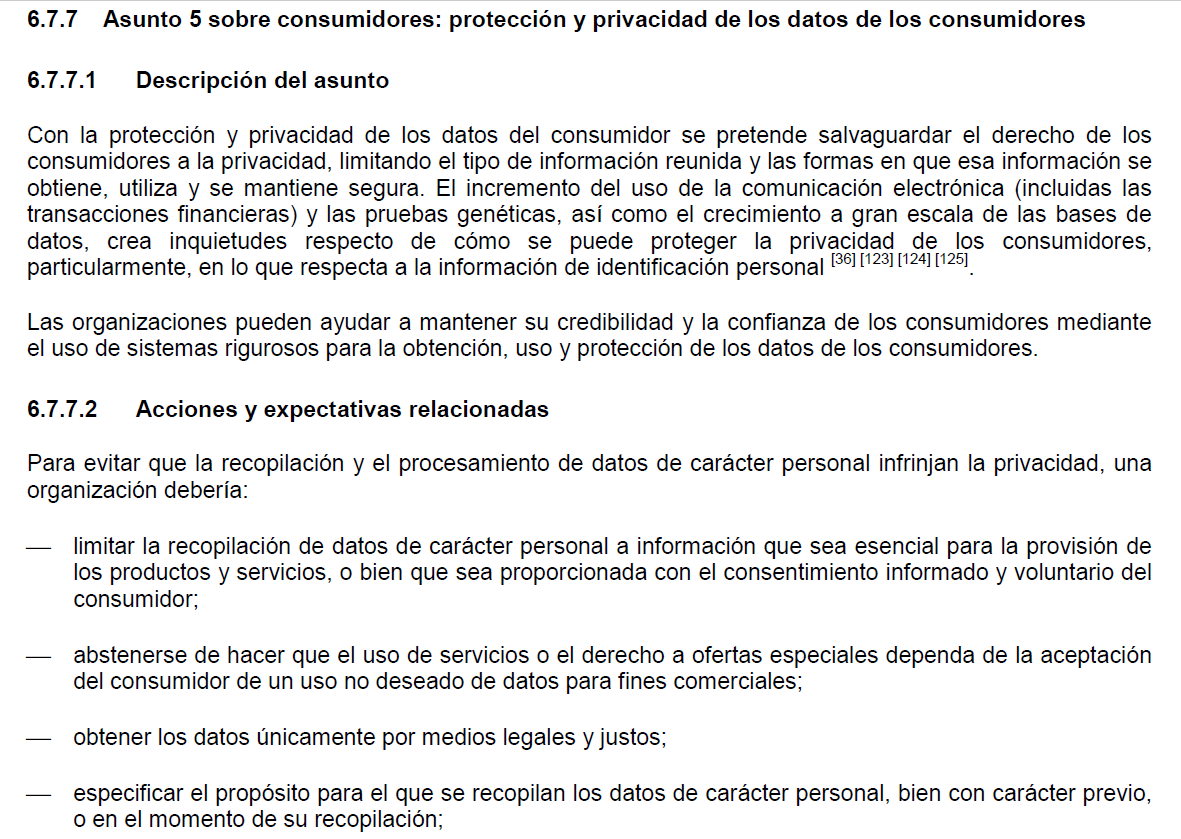 6.7.7 Asunto 5 sobre consumidores: protección y privacidad de los datos de los consumidores
6.7.7.1 Descripción del asunto
Con la protección y privacidad de los datos del consumidor se pretende salvaguardar el derecho de los
consumidores a la privacidad, limitando el tipo de información reunida y las formas en que esa información se
obtiene, utiliza y se mantiene segura. El incremento del uso de la comunicación electrónica (incluidas las
transacciones financieras) y las pruebas genéticas, así como el crecimiento a gran escala de las bases de
datos, crea inquietudes respecto de cómo se puede proteger la privacidad de los consumidores,
particularmente, en lo que respecta a la información de identificación personal [36] [123] [124] [125].
Las organizaciones pueden ayudar a mantener su credibilidad y la confianza de los consumidores mediante
el uso de sistemas rigurosos para la obtención, uso y protección de los datos de los consumidores.
6.7.7.2 Acciones y expectativas relacionadas
Para evitar que la recopilación y el procesamiento de datos de carácter personal infrinjan la privacidad, una
organización debería:
— limitar la recopilación de datos de carácter personal a información que sea esencial para la provisión de
los productos y servicios, o bien que sea proporcionada con el consentimiento informado y voluntario del
consumidor;
— abstenerse de hacer que el uso de servicios o el derecho a ofertas especiales dependa de la aceptación
del consumidor de un uso no deseado de datos para fines comerciales;
— obtener los datos únicamente por medios legales y justos;
— especificar el propósito para el que se recopilan los datos de carácter personal, bien con carácter previo,
o en el momento de su recopilación;